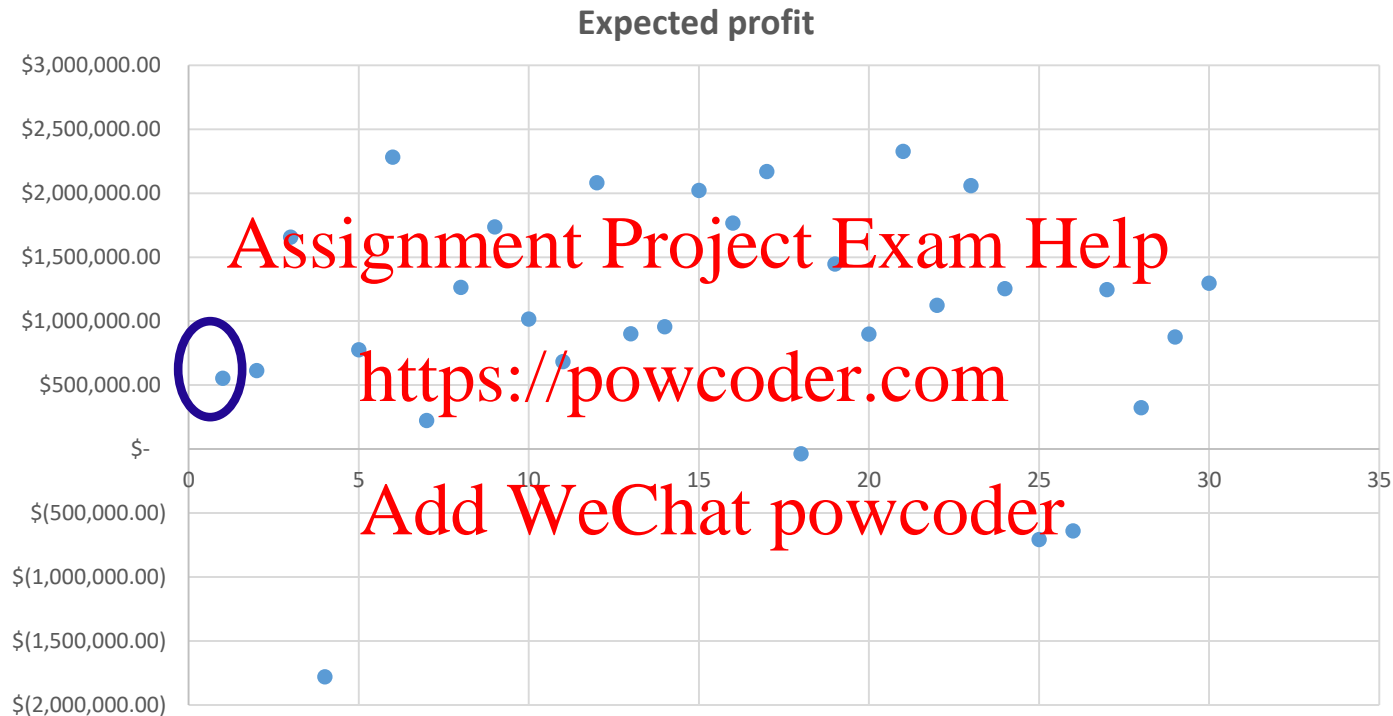 Expected profit
$3,000,000.00
$2,500,000.00
$2,000,000.00
Assignment Project Exam Help
$1,500,000.00
$1,000,000.00
https://powcoder.com
$500,000.00
$-
0 5 10 15 20 25 30 35
Add WeChat powcoder
$(500,000.00)
$(1,000,000.00)
$(1,500,000.00)
$(2,000,000.00)